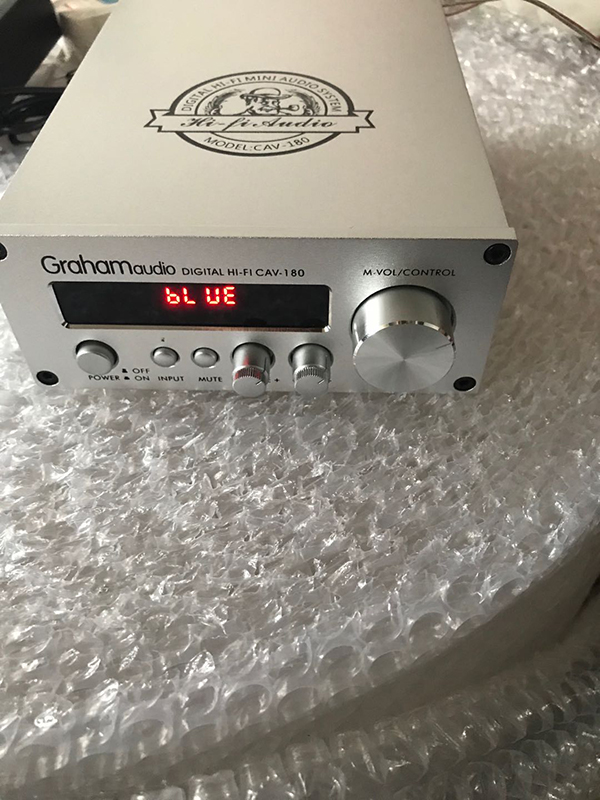 DIGITAL HI-FI MINI AUDIO SYSTEM
Hi-fi Audio
MODEL:CAV-180
Grahamaudio DIGITAL HI-FI CAV-180
M-VOL/CONTROL
bLUE
OFF
POWER ON INPUT MUTE - +